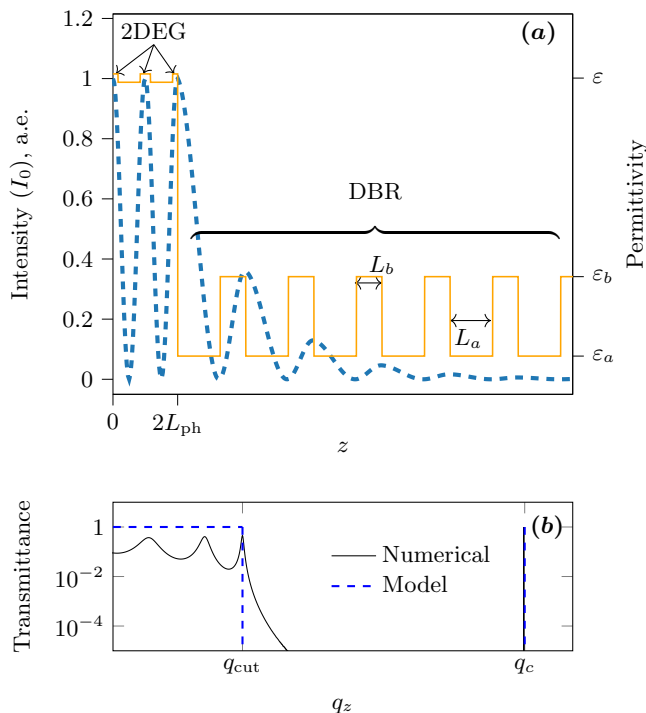 2DEG
(a)
1.2
1
0.8
0.6
0.4
0.2
0
Intensity (I₀), a.e.
ε
ε_b
ε_a
Permittivity
DBR
L_b
L_a
0
2L_ph
z
(b)
1
10⁻²
10⁻⁴
Transmittance
Numerical
Model
q_cut
q_c
q_z